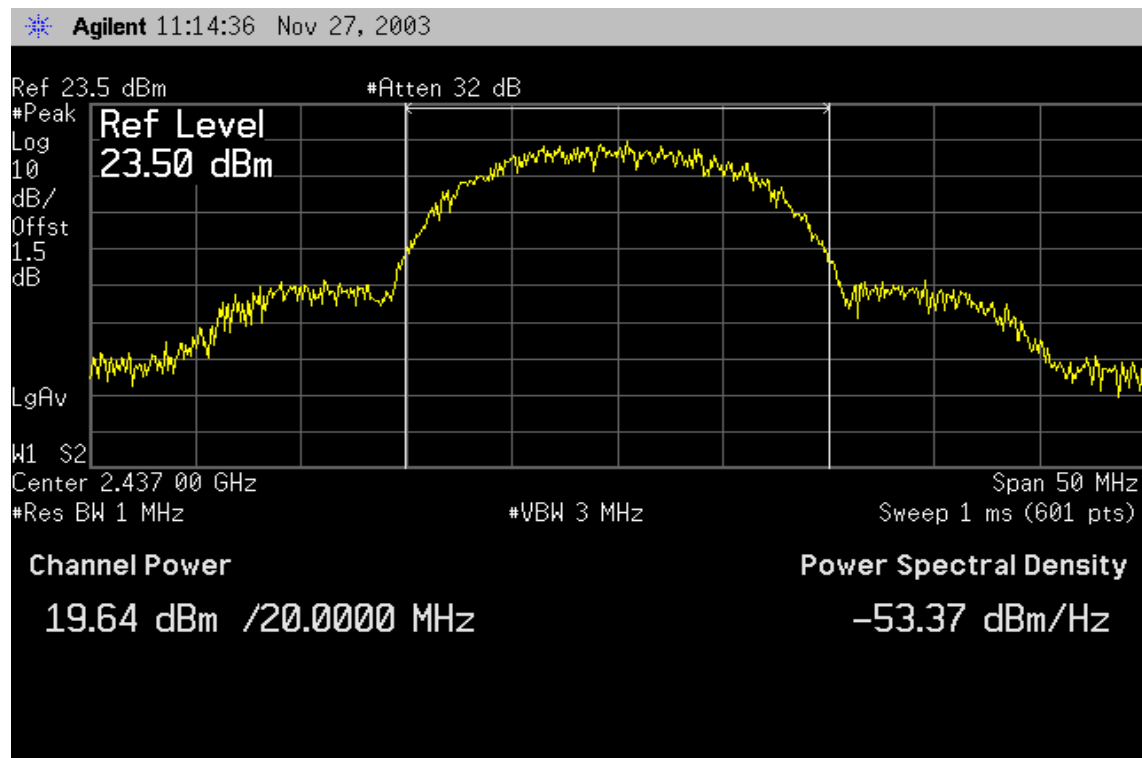 Agilent 11:14:36 Nov 27, 2003
Ref 23.5 dBm #Atten 32 dB
#Peak
Log
10
dB/
Offst
1.5
dB
Ref Level
23.50 dBm
LgAv
W1 S2
Center 2.437 00 GHz Span 50 MHz
#Res BW 1 MHz #VBW 3 MHz Sweep 1 ms (601 pts)
Channel Power Power Spectral Density
19.64 dBm /20.0000 MHz -53.37 dBm/Hz